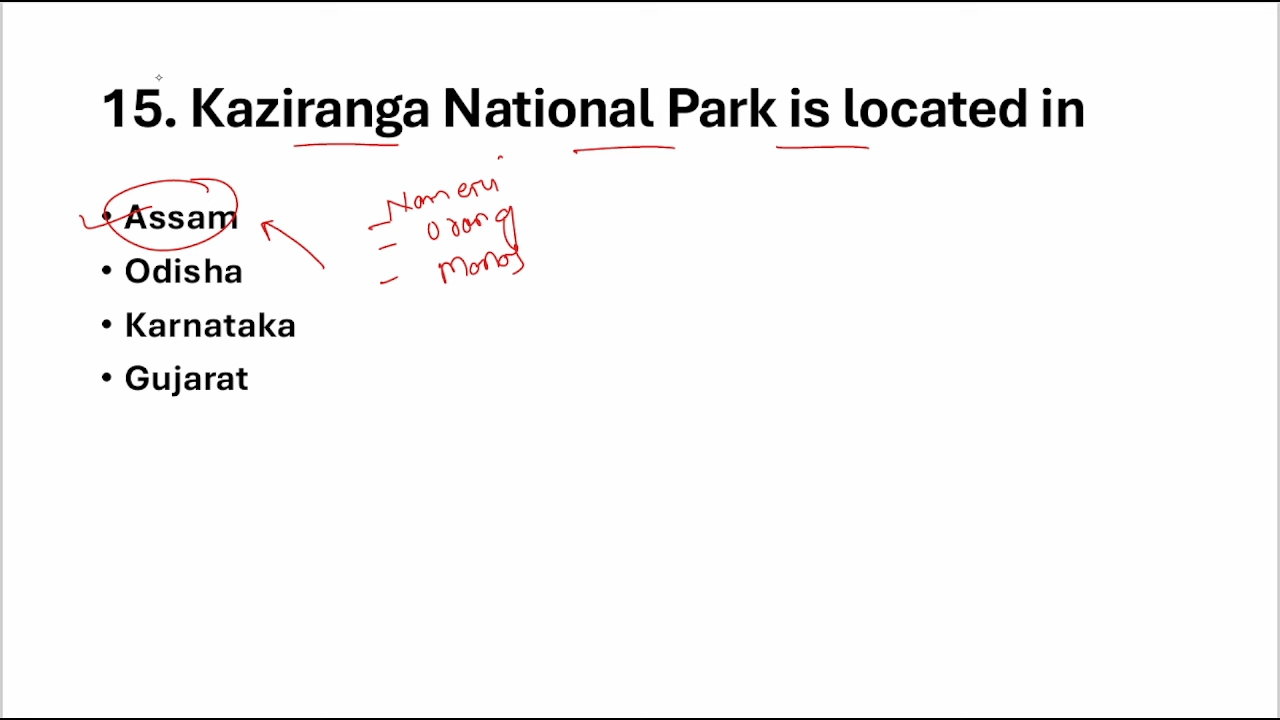 15. Kaziranga National Park is located in
• Assam
• Odisha
• Karnataka
• Gujarat
Nameri
- Orang
- Manas